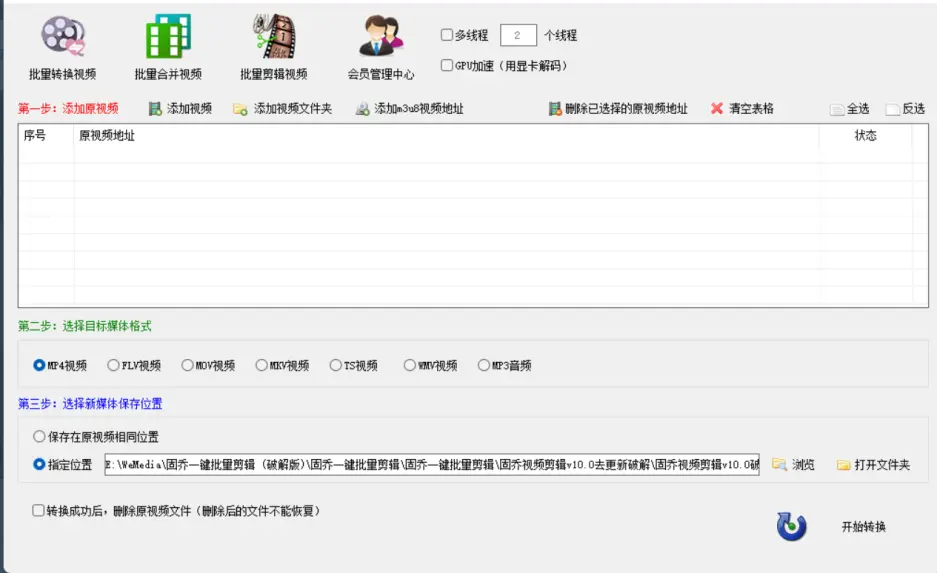 批量转换视频 批量合并视频 批量剪辑视频 会员管理中心
多线程 2 个线程
GPU加速（用显卡解码）
第一步：添加原视频 添加视频 添加视频文件夹 添加m3u8视频地址 删除已选择的原视频地址 清空表格 全选 反选
序号 原视频地址 状态
第二步：选择目标媒体格式
MP4视频 FLV视频 MOV视频 MKV视频 TS视频 WMV视频 MP3音频
第三步：选择新媒体保存位置
保存在原视频相同位置
指定位置 E:\WeMedia\固乔一键批量剪辑（破解版)\固乔一键批量剪辑\固乔一键批量剪辑\固乔视频剪辑v10.0去更新破解\固乔视频剪辑v10.0破 浏览 打开文件夹
转换成功后，删除原视频文件（删除后的文件不能恢复）
开始转换